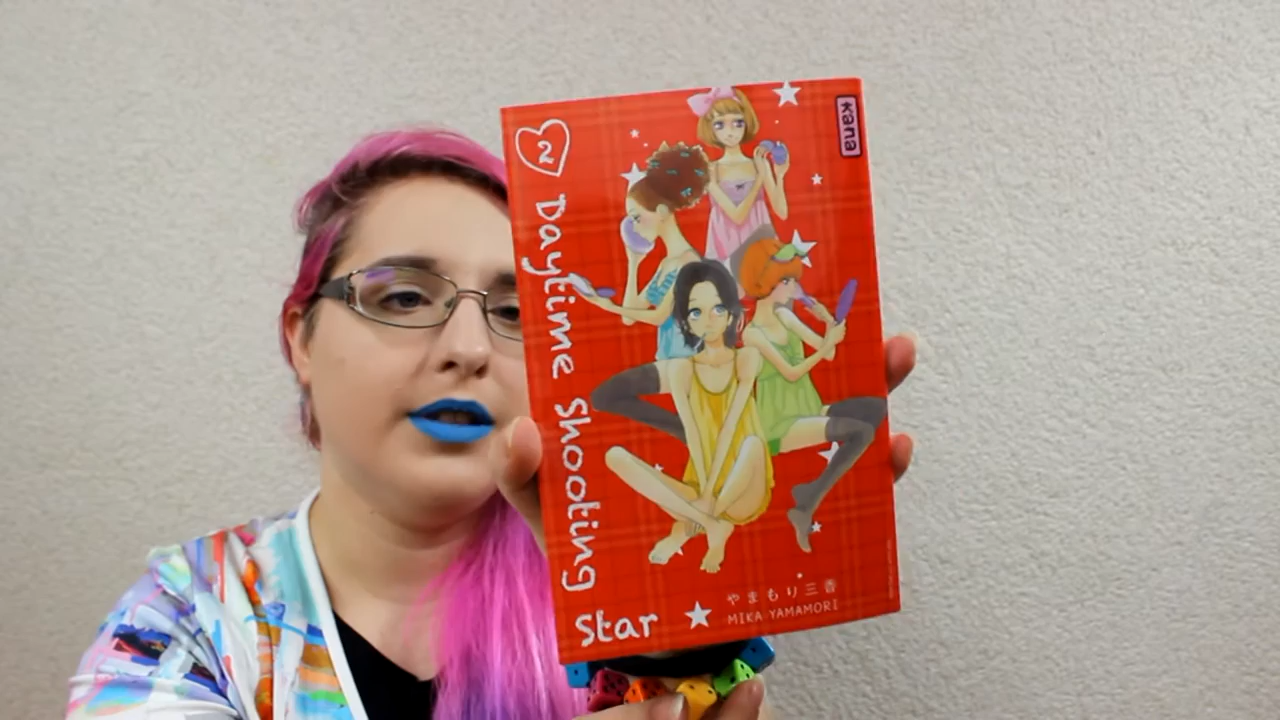 2
kana
Daytime Shooting
Star
やまもり三香
MIKA YAMAMORI